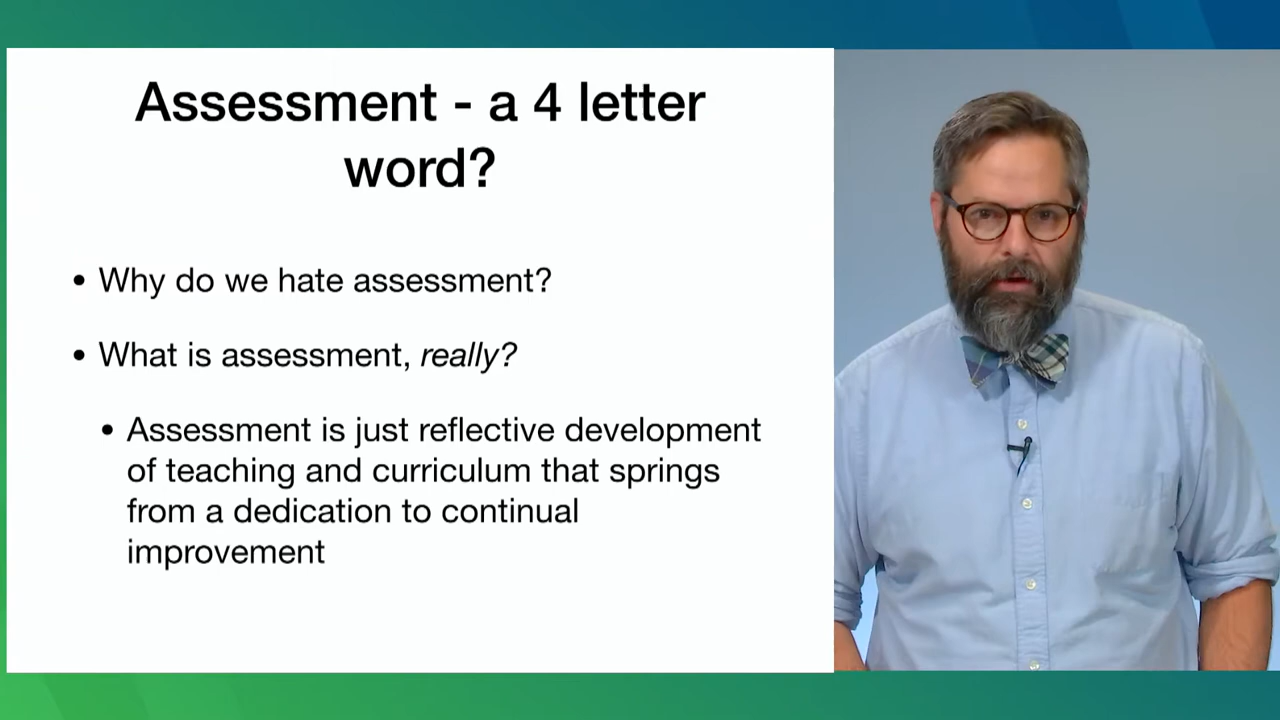 Assessment - a 4 letter
word?
• Why do we hate assessment?
• What is assessment, really?
• Assessment is just reflective development
of teaching and curriculum that springs
from a dedication to continual
improvement